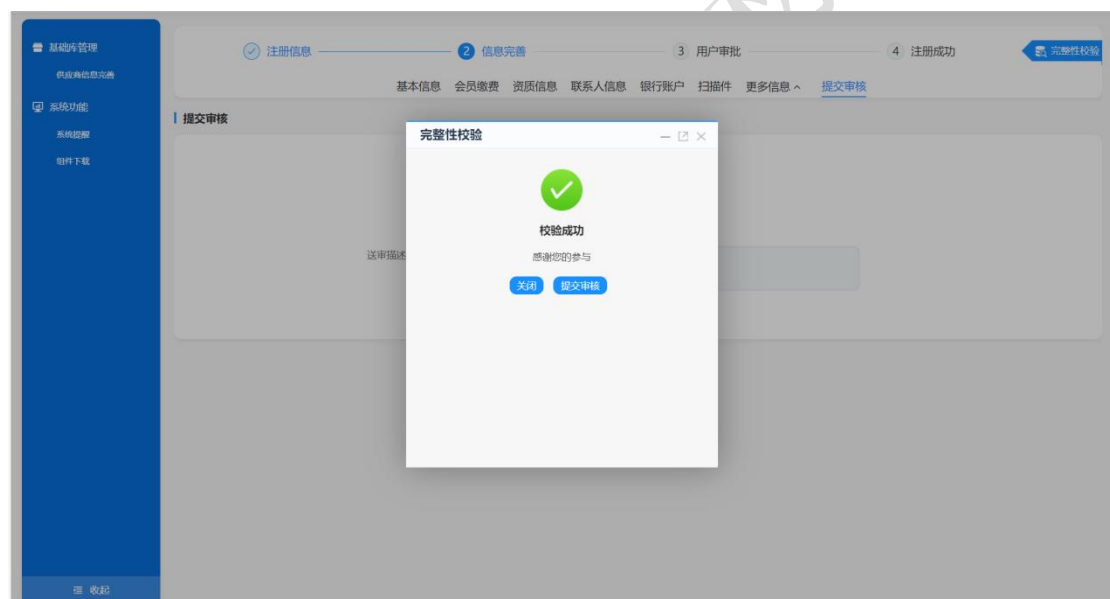 基础库管理
供应商信息完善
系统功能
系统提醒
组件下载
收起
注册信息
2 信息完善
3 用户审批
4 注册成功
完整性校验
基本信息 会员缴费 资质信息 联系人信息 银行账户 扫描件 更多信息 提交审核
提交审核
送审描述
完整性校验
校验成功
感谢您的参与
关闭 提交审核